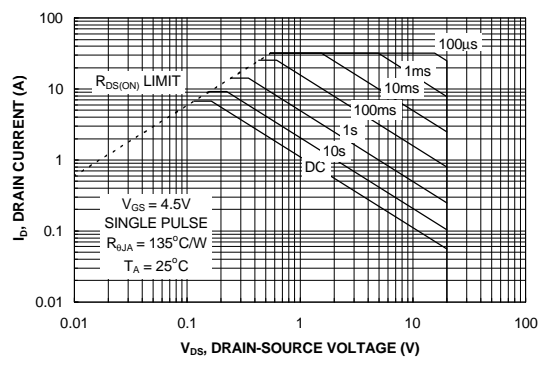 100
10
1
0.1
0.01
I_D, DRAIN CURRENT (A)
R_DS(ON) LIMIT
100µs
1ms
10ms
100ms
1s
10s
DC
V_GS = 4.5V
SINGLE PULSE
R_θJA = 135°C/W
T_A = 25°C
0.01 0.1 1 10 100
V_DS, DRAIN-SOURCE VOLTAGE (V)